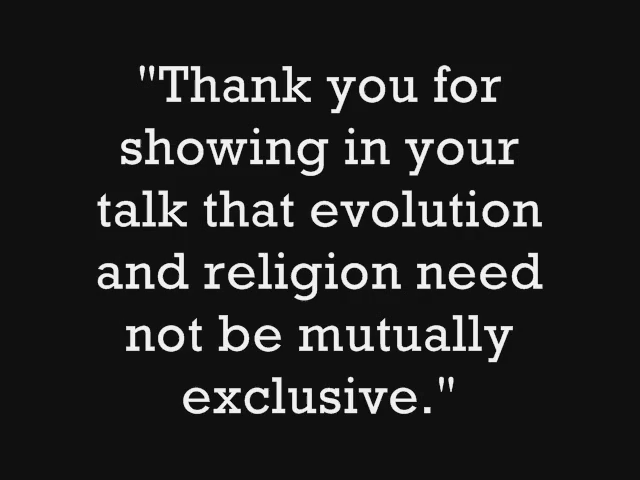 "Thank you for
showing in your
talk that evolution
and religion need
not be mutually
exclusive."